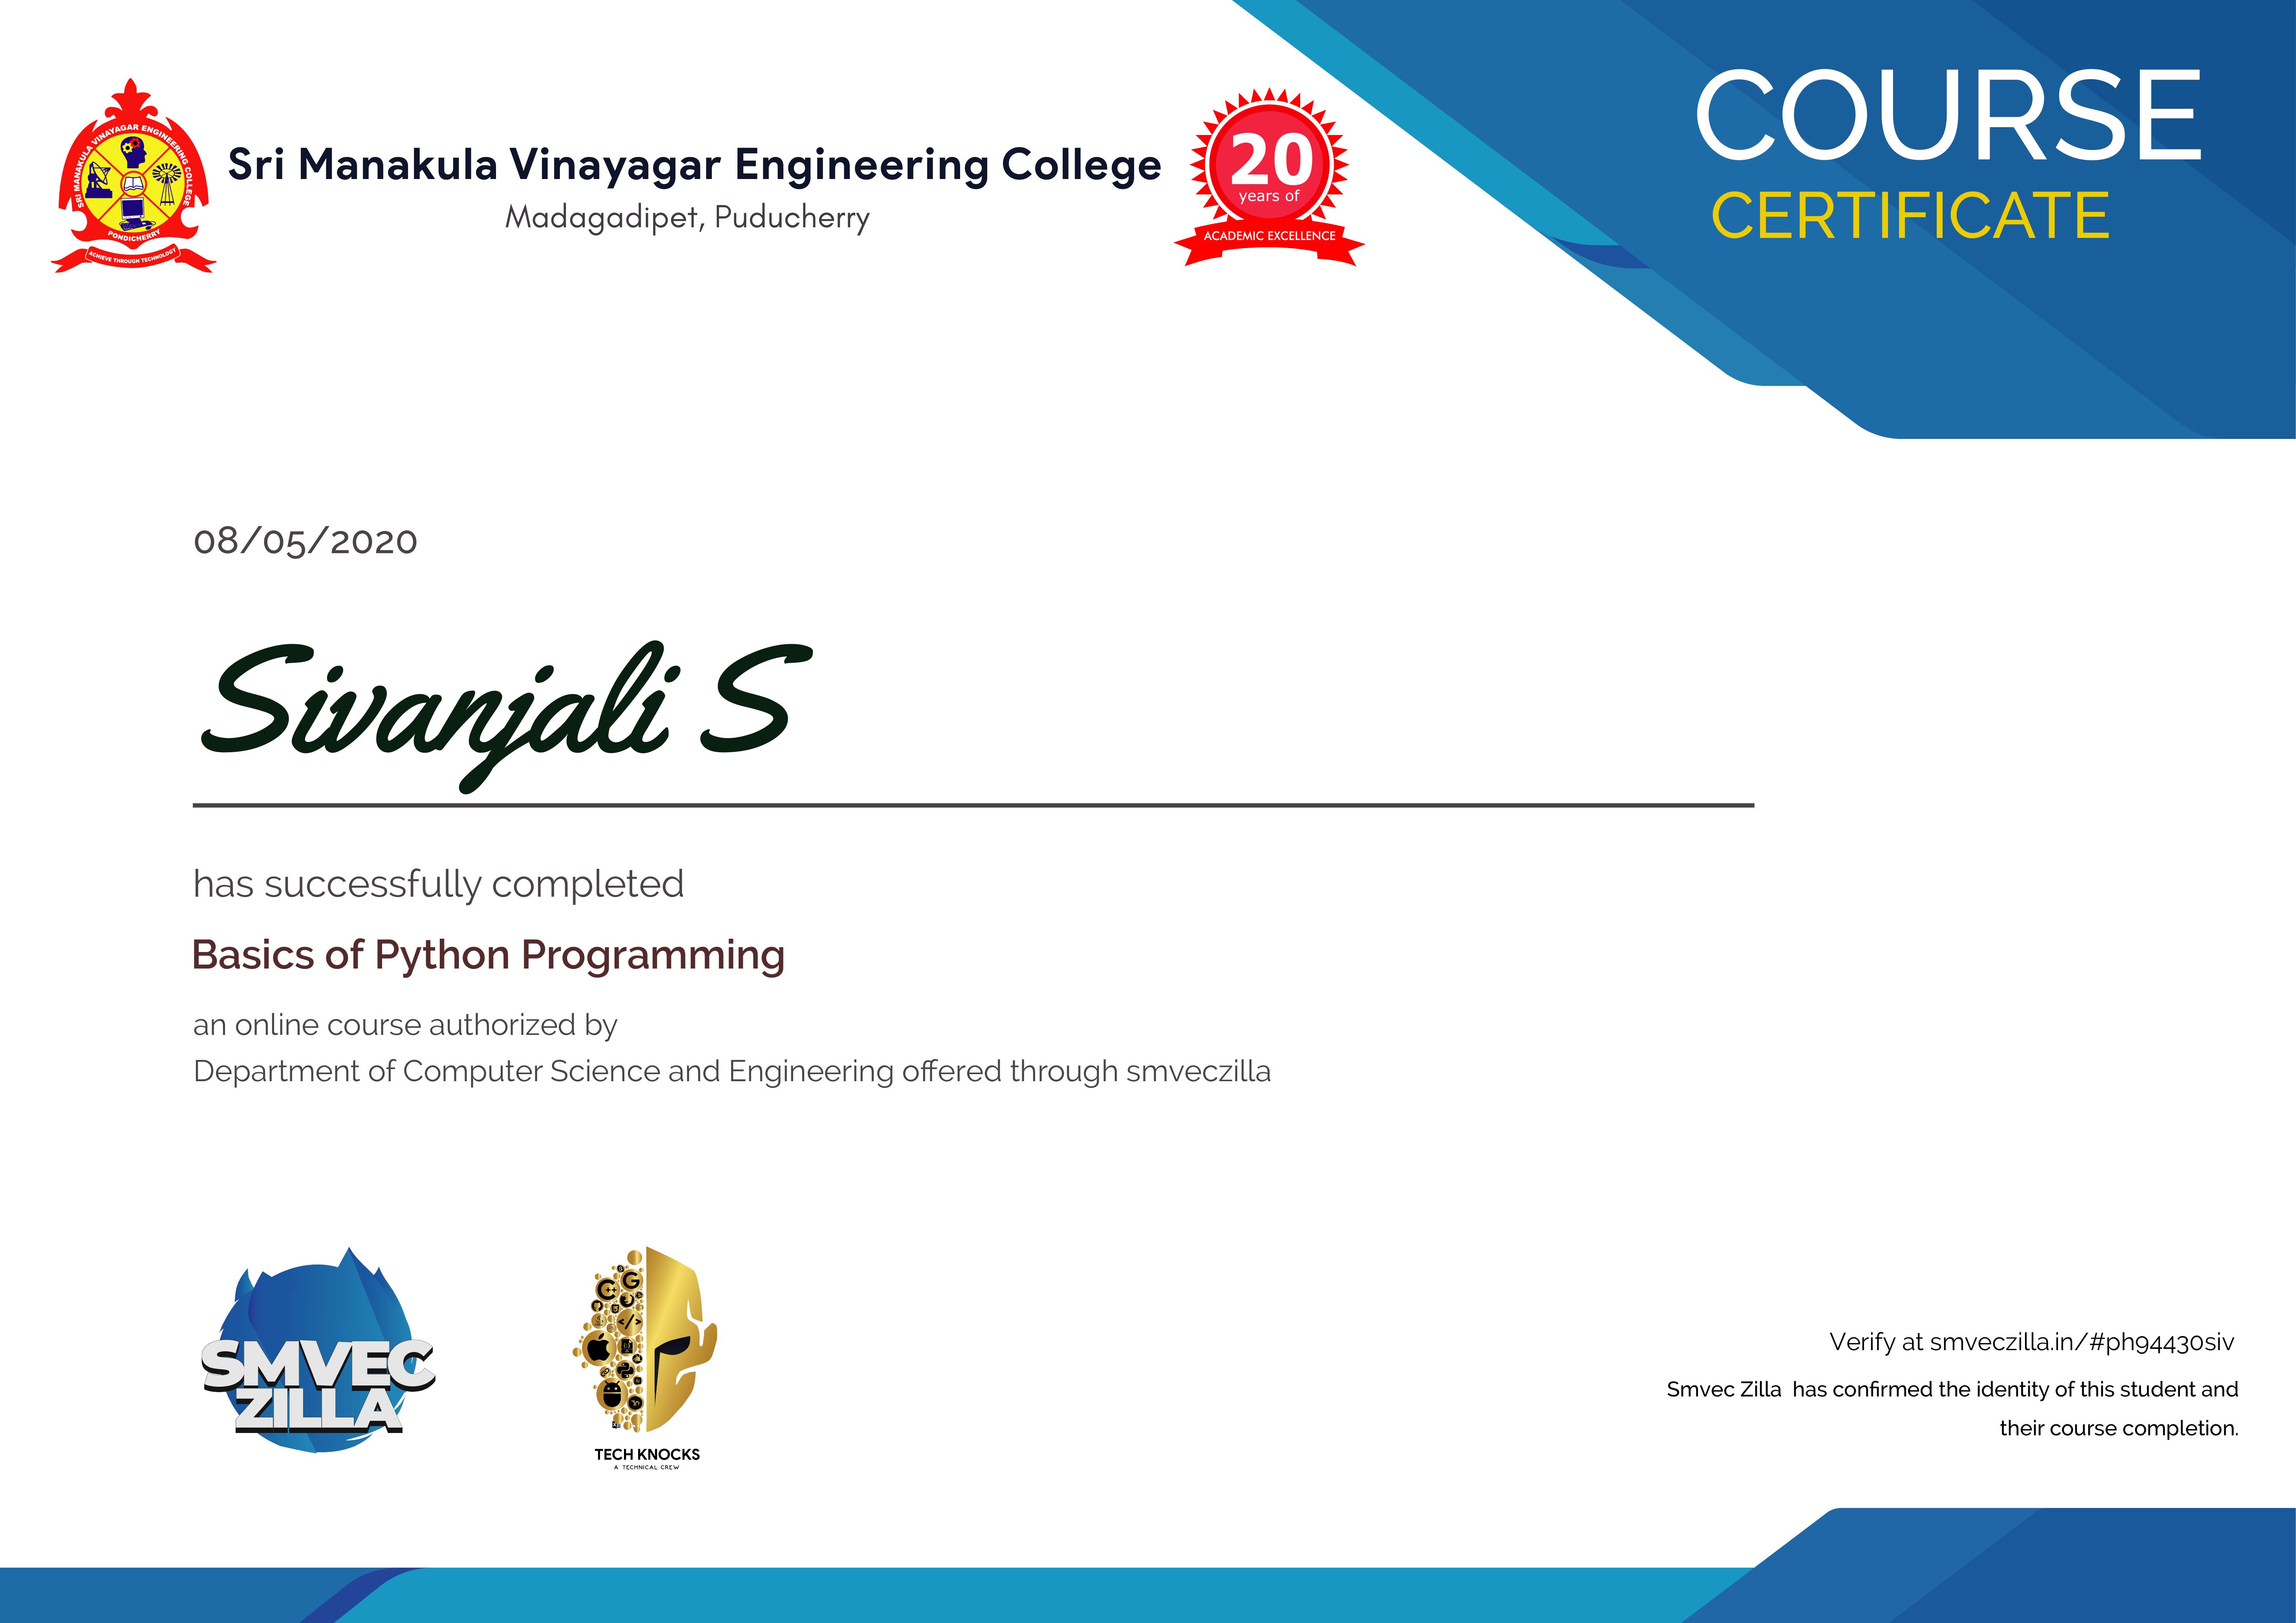 COURSE
CERTIFICATE
SRI MANAKULA VINAYAGAR ENGINEERING COLLEGE
PONDICHERRY
ACHIEVE THROUGH TECHNOLOGY
Sri Manakula Vinayagar Engineering College
Madagadipet, Puducherry
20
years of
ACADEMIC EXCELLENCE
08/05/2020
Sivanjali S
has successfully completed
Basics of Python Programming
an online course authorized by
Department of Computer Science and Engineering offered through smveczilla
SMVEC
ZILLA
TECH KNOCKS
A TECHNICAL CREW
Verify at smveczilla.in/#ph94430siv
Smvec Zilla has confirmed the identity of this student and
their course completion.